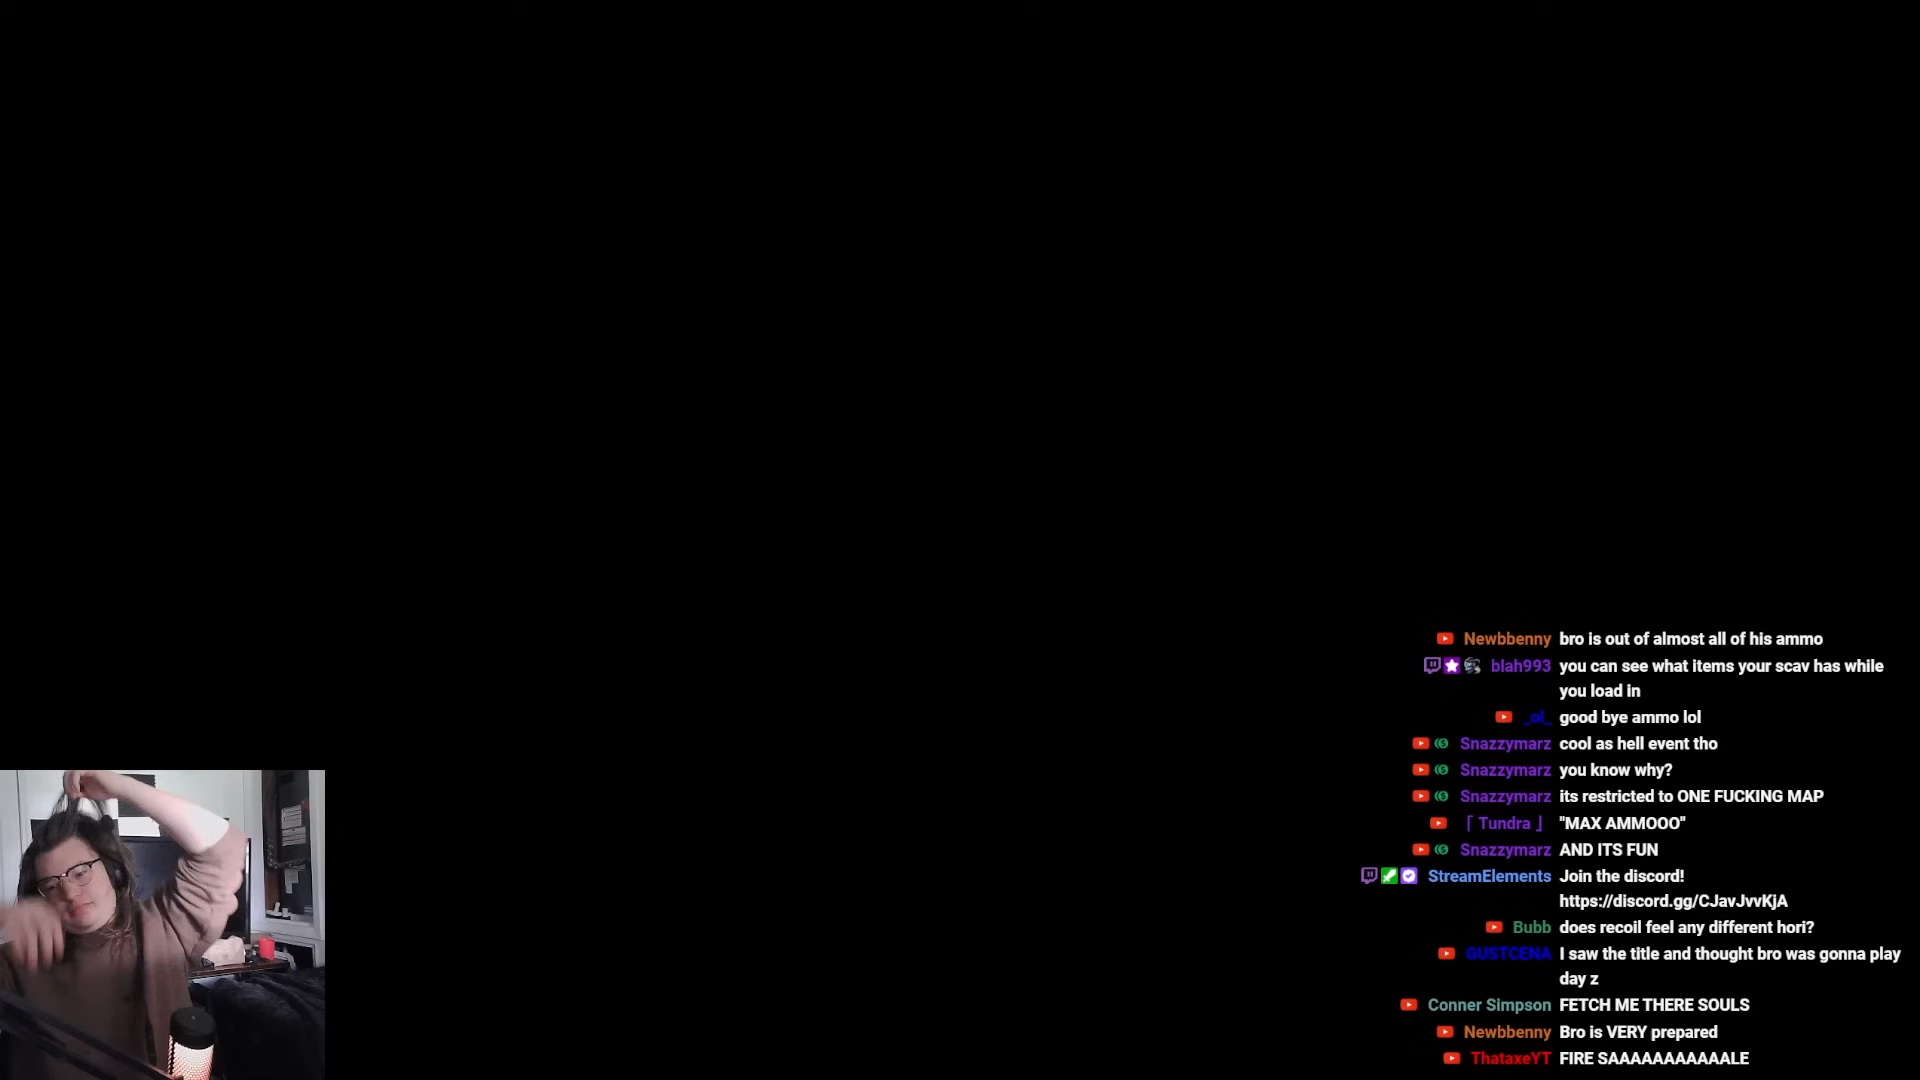 Newbbenny bro is out of almost all of his ammo
blah993 you can see what items your scav has while
you load in
_ol_ good bye ammo lol
Snazzymarz cool as hell event tho
Snazzymarz you know why?
Snazzymarz its restricted to ONE FUCKING MAP
「 Tundra 」 "MAX AMMOOO"
Snazzymarz AND ITS FUN
StreamElements Join the discord!
https://discord.gg/CJavJvvKjA
Bubb does recoil feel any different hori?
GUSTCENA I saw the title and thought bro was gonna play
day z
Conner Simpson FETCH ME THERE SOULS
Newbbenny Bro is VERY prepared
ThataxeYT FIRE SAAAAAAAAAAALE